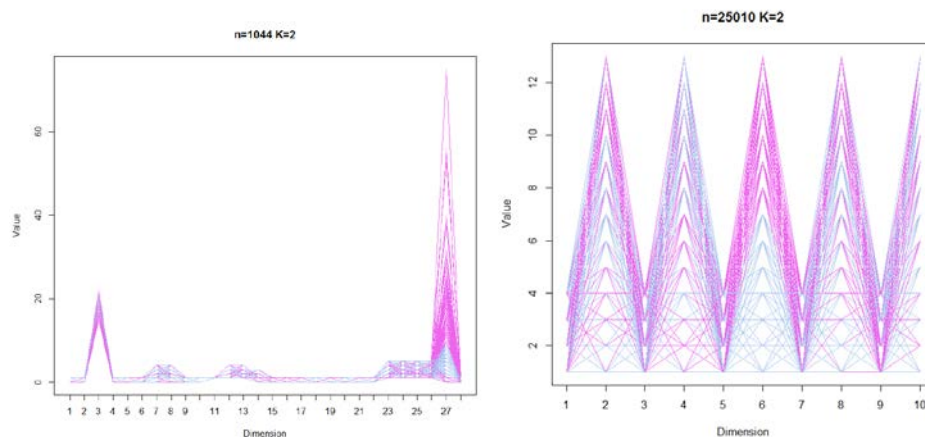 n=1044 K=2
Value
60
40
20
0
1 2 3 4 5 6 7 8 9 11 13 15 17 19 21 23 25 27
Dimension
n=25010 K=2
Value
12
10
8
6
4
2
1 2 3 4 5 6 7 8 9 10
Dimension